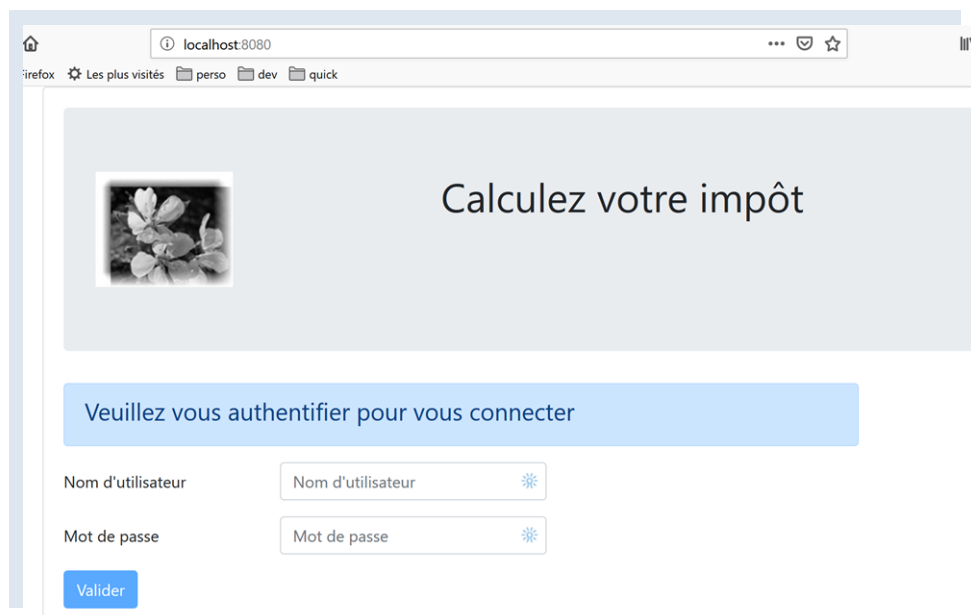 localhost:8080
irefox Les plus visités perso dev quick
Calculez votre impôt
Veuillez vous authentifier pour vous connecter
Nom d'utilisateur Nom d'utilisateur
Mot de passe Mot de passe
Valider